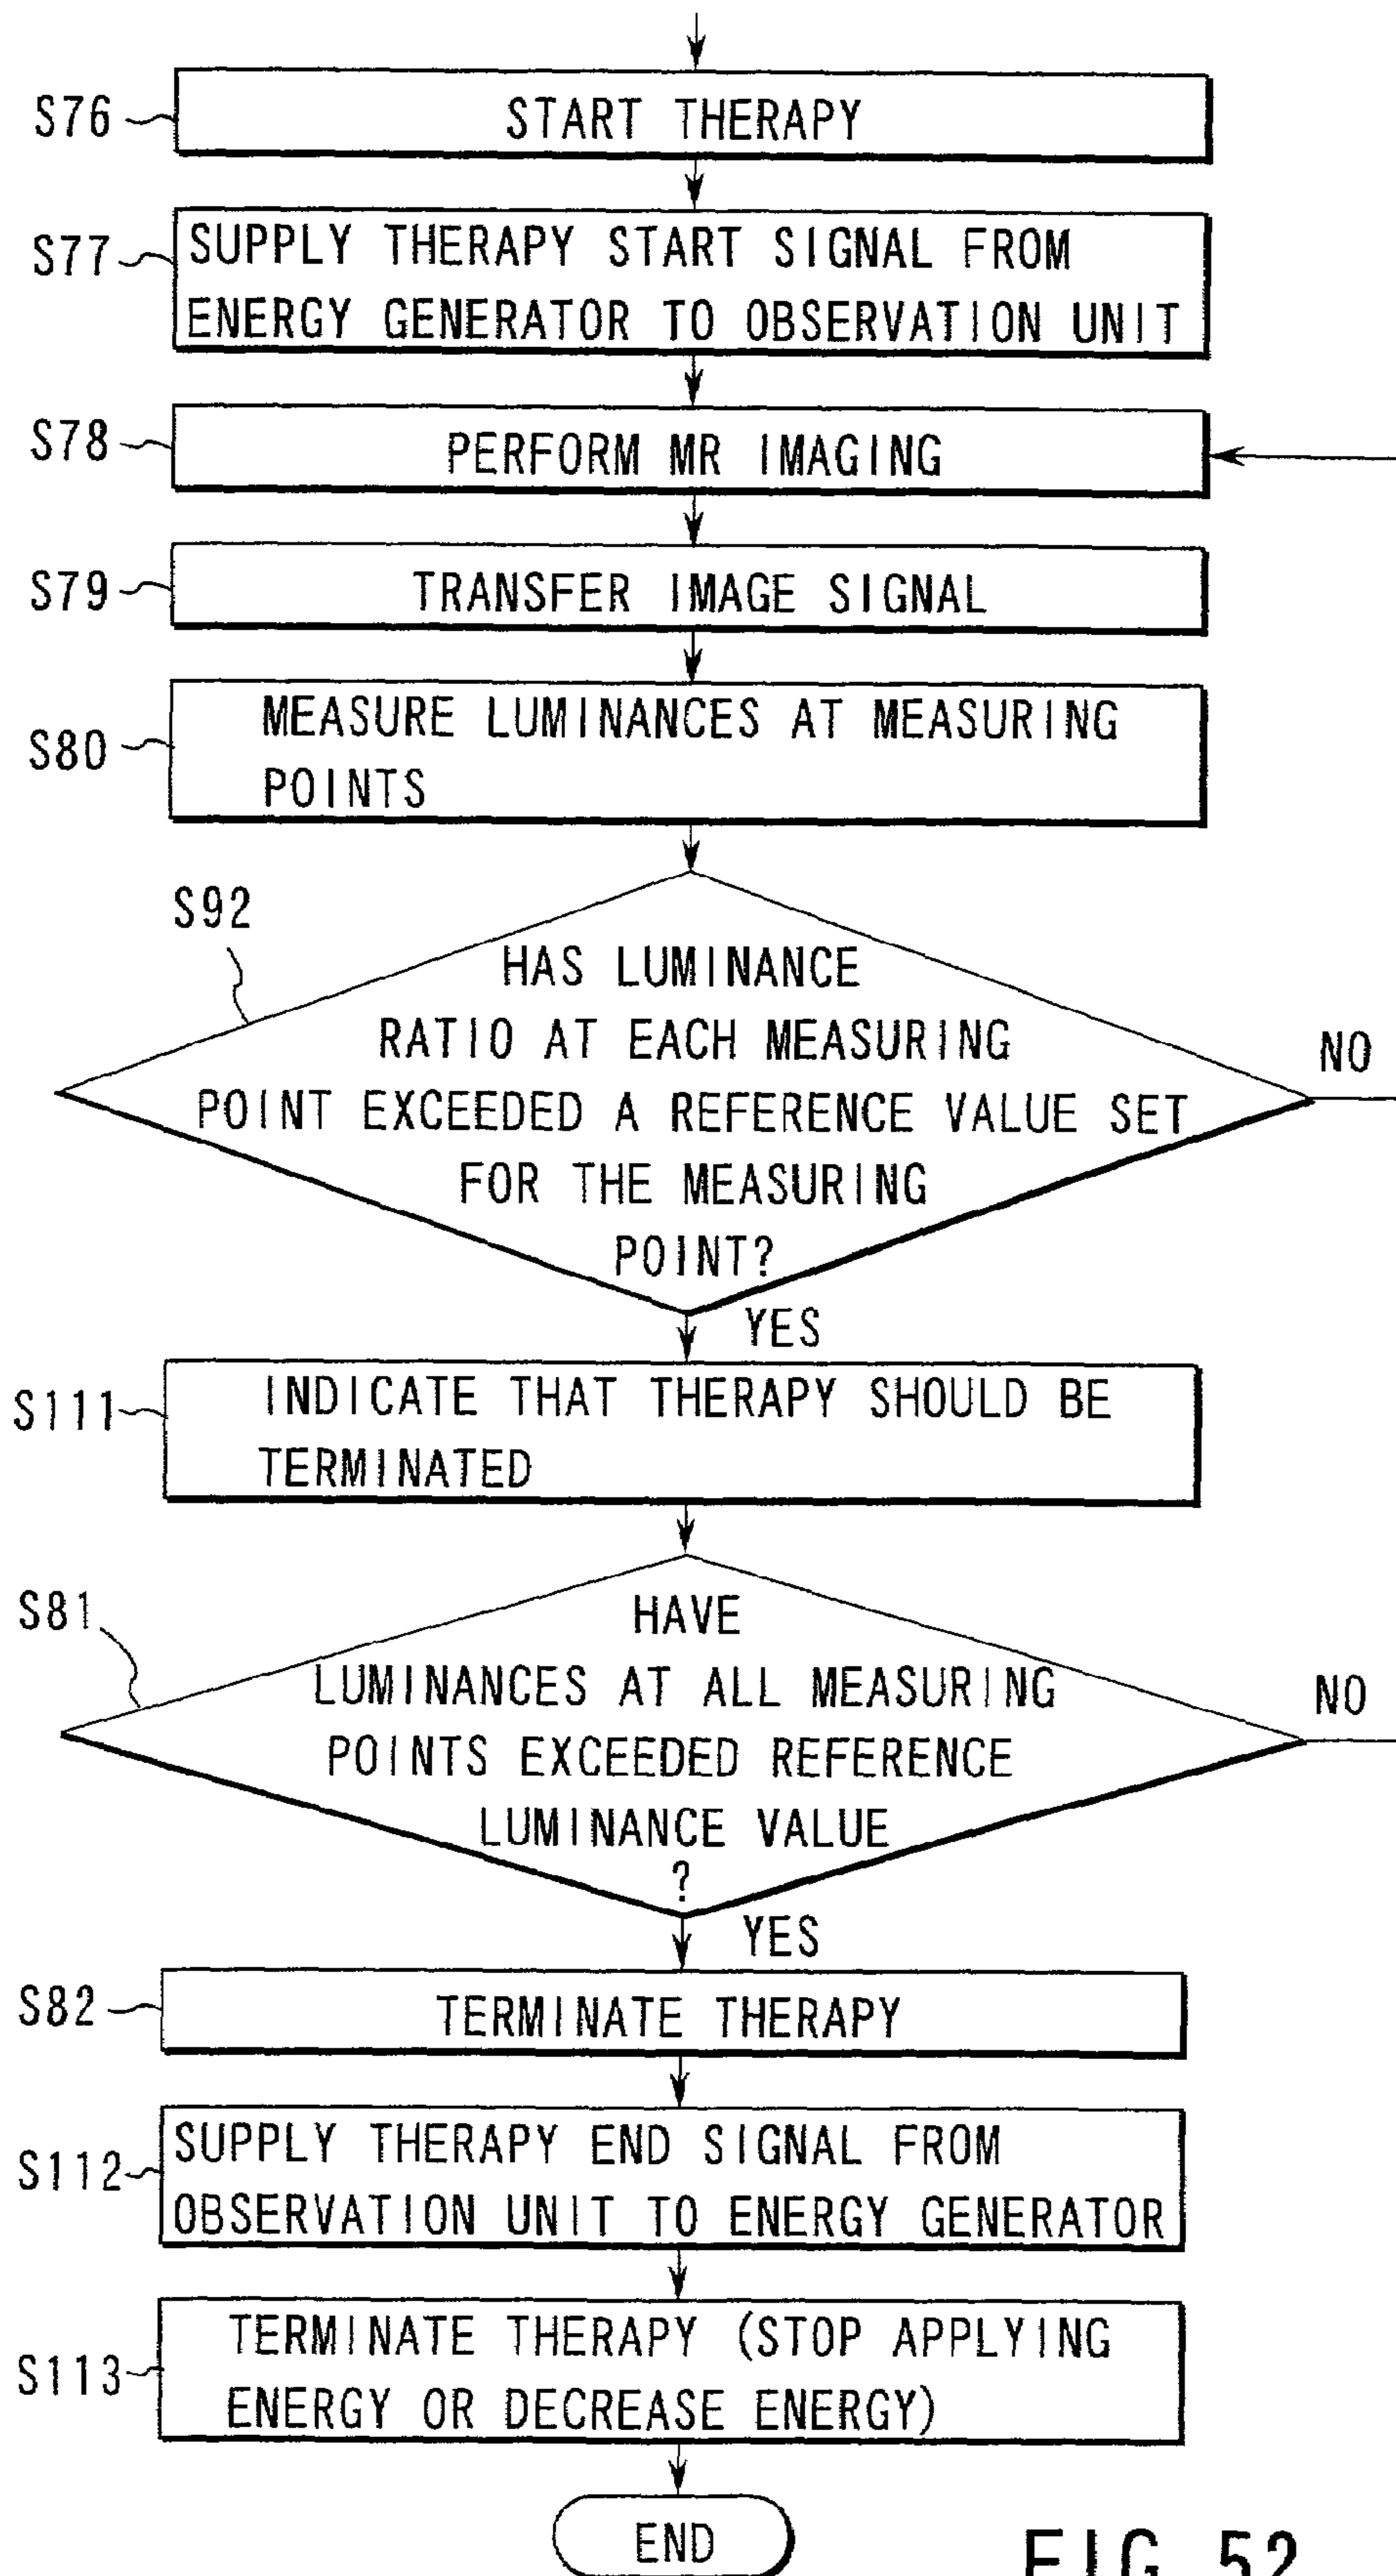 S76
START THERAPY
S77
SUPPLY THERAPY START SIGNAL FROM
ENERGY GENERATOR TO OBSERVATION UNIT
S78
PERFORM MR IMAGING
S79
TRANSFER IMAGE SIGNAL
S80
MEASURE LUMINANCES AT MEASURING
POINTS
S92
HAS LUMINANCE
RATIO AT EACH MEASURING
POINT EXCEEDED A REFERENCE VALUE SET
FOR THE MEASURING
POINT?
NO
YES
S111
INDICATE THAT THERAPY SHOULD BE
TERMINATED
S81
HAVE
LUMINANCES AT ALL MEASURING
POINTS EXCEEDED REFERENCE
LUMINANCE VALUE
?
NO
YES
S82
TERMINATE THERAPY
S112
SUPPLY THERAPY END SIGNAL FROM
OBSERVATION UNIT TO ENERGY GENERATOR
S113
TERMINATE THERAPY (STOP APPLYING
ENERGY OR DECREASE ENERGY)
END
FIG.52